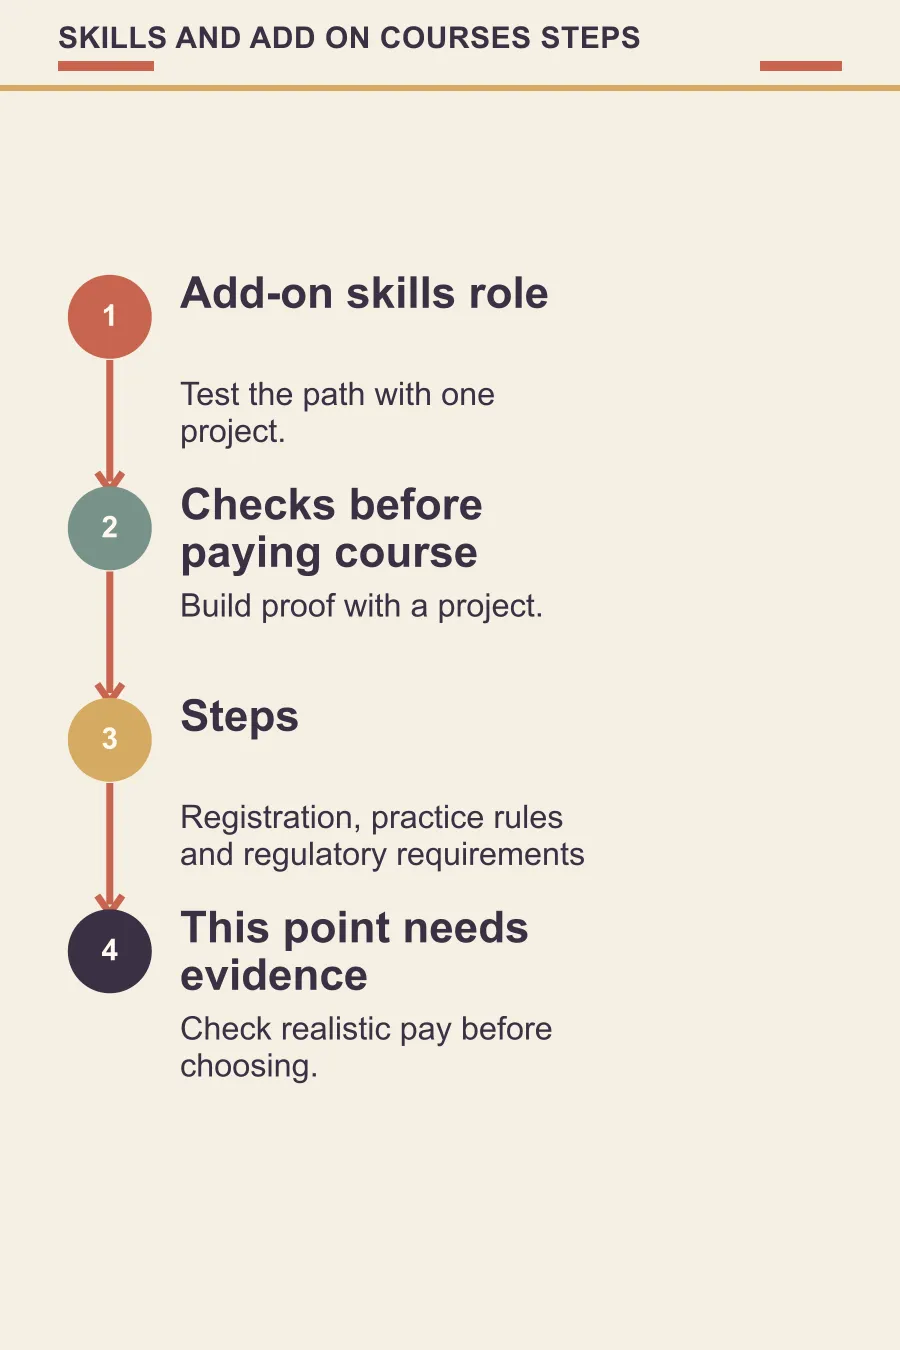 SKILLS AND ADD ON COURSES STEPS
1
Add-on skills role
Test the path with one
project.
2
Checks before
paying course
Build proof with a project.
3
Steps
Registration, practice rules
and regulatory requirements
4
This point needs
evidence
Check realistic pay before
choosing.